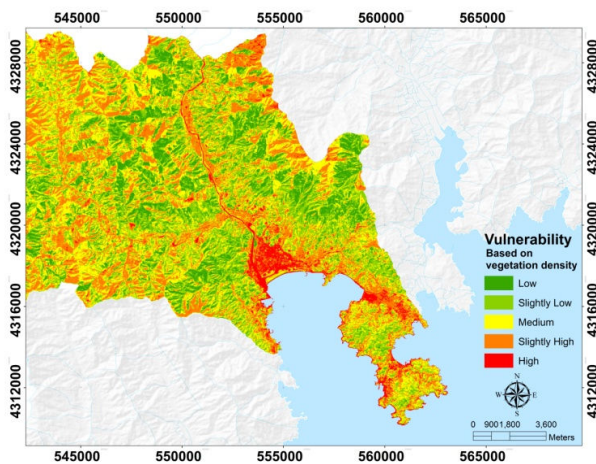 545000 550000 555000 560000 565000
4328000 4328000
4324000 4324000
4320000 4320000
4316000 4316000
4312000 4312000
Vulnerability
Based on
vegetation density
Low
Slightly Low
Medium
Slightly High
High
N
W E
S
0 900 1,800 3,600
Meters
545000 550000 555000 560000 565000